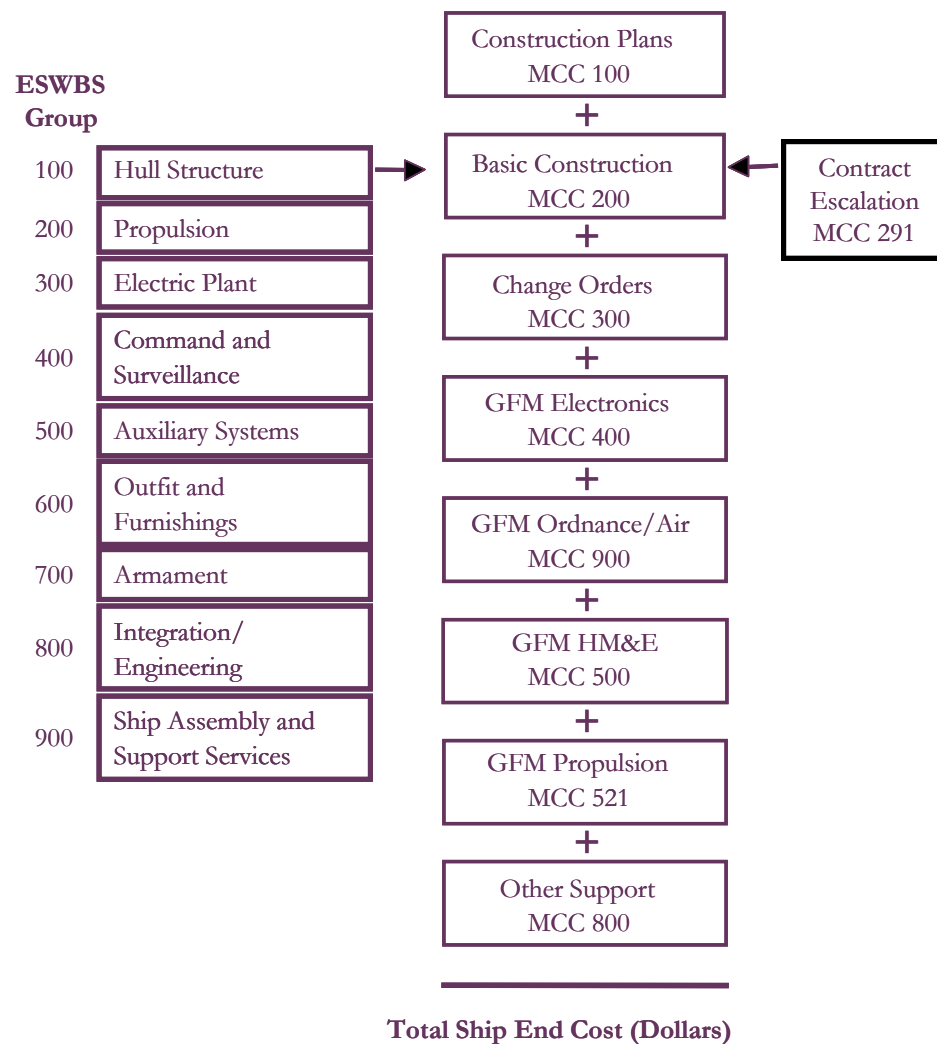 ESWBS
Group
100
Hull Structure
200
Propulsion
300
Electric Plant
400
Command and
Surveillance
500
Auxiliary Systems
600
Outfit and
Furnishings
700
Armament
800
Integration/
Engineering
900
Ship Assembly and
Support Services
Construction Plans
MCC 100
+
Basic Construction
MCC 200
Contract
Escalation
MCC 291
+
Change Orders
MCC 300
+
GFM Electronics
MCC 400
+
GFM Ordnance/Air
MCC 900
+
GFM HM&E
MCC 500
+
GFM Propulsion
MCC 521
+
Other Support
MCC 800
Total Ship End Cost (Dollars)